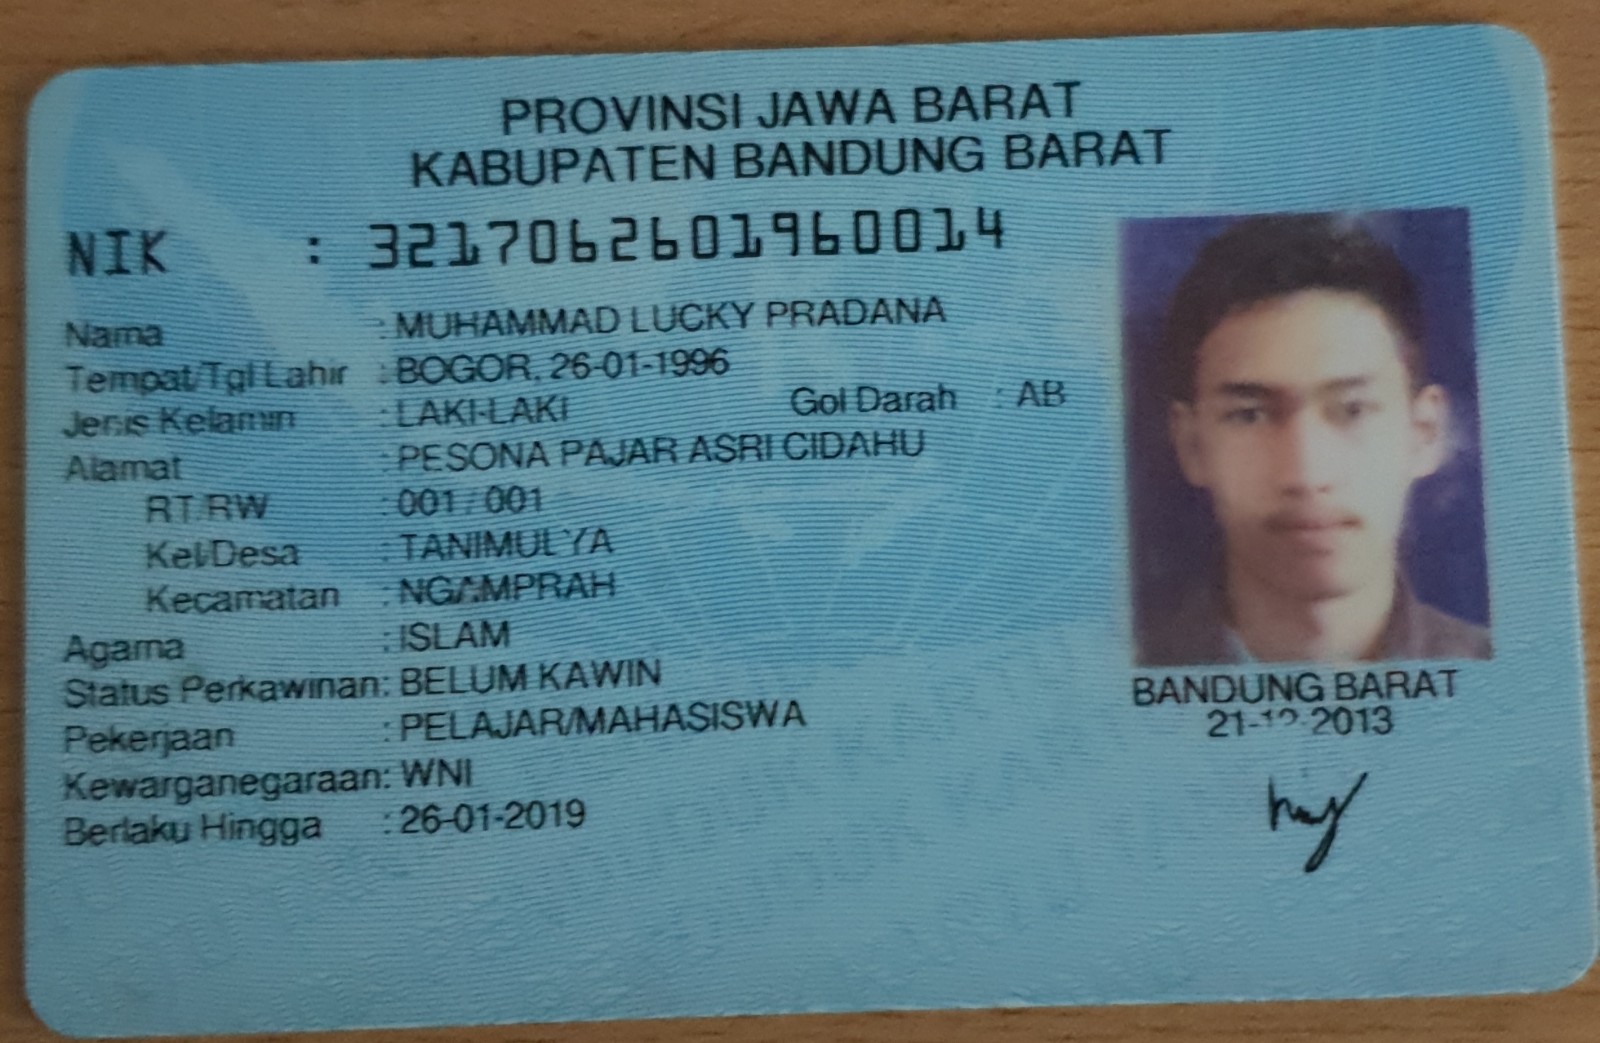 PROVINSI JAWA BARAT
KABUPATEN BANDUNG BARAT
NIK : 3217062601960014
Nama : MUHAMMAD LUCKY PRADANA
Tempat/Tgl Lahir : BOGOR, 26-01-1996
Jenis Kelamin : LAKI-LAKI Gol Darah : AB
Alamat : PESONA PAJAR ASRI CIDAHU
RT/RW : 001 / 001
Kel/Desa : TANIMULYA
Kecamatan : NGAMPRAH
Agama : ISLAM
Status Perkawinan: BELUM KAWIN
Pekerjaan : PELAJAR/MAHASISWA
Kewarganegaraan: WNI
Berlaku Hingga : 26-01-2019
BANDUNG BARAT
21-12-2013